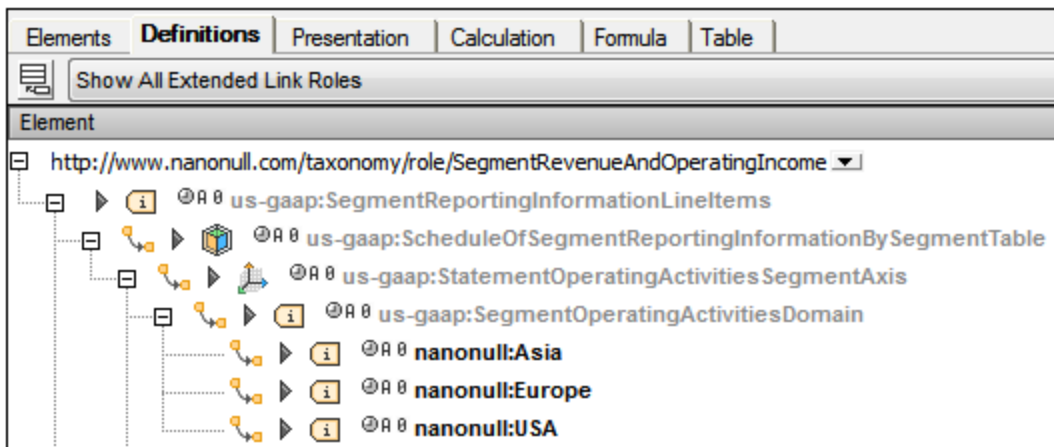 Elements Definitions Presentation Calculation Formula Table
Show All Extended Link Roles
Element
http://www.nanonull.com/taxonomy/role/SegmentRevenueAndOperatingIncome
us-gaap:SegmentReportingInformationLineItems
us-gaap:ScheduleOfSegmentReportingInformationBySegmentTable
us-gaap:StatementOperatingActivitiesSegmentAxis
us-gaap:SegmentOperatingActivitiesDomain
nanonull:Asia
nanonull:Europe
nanonull:USA